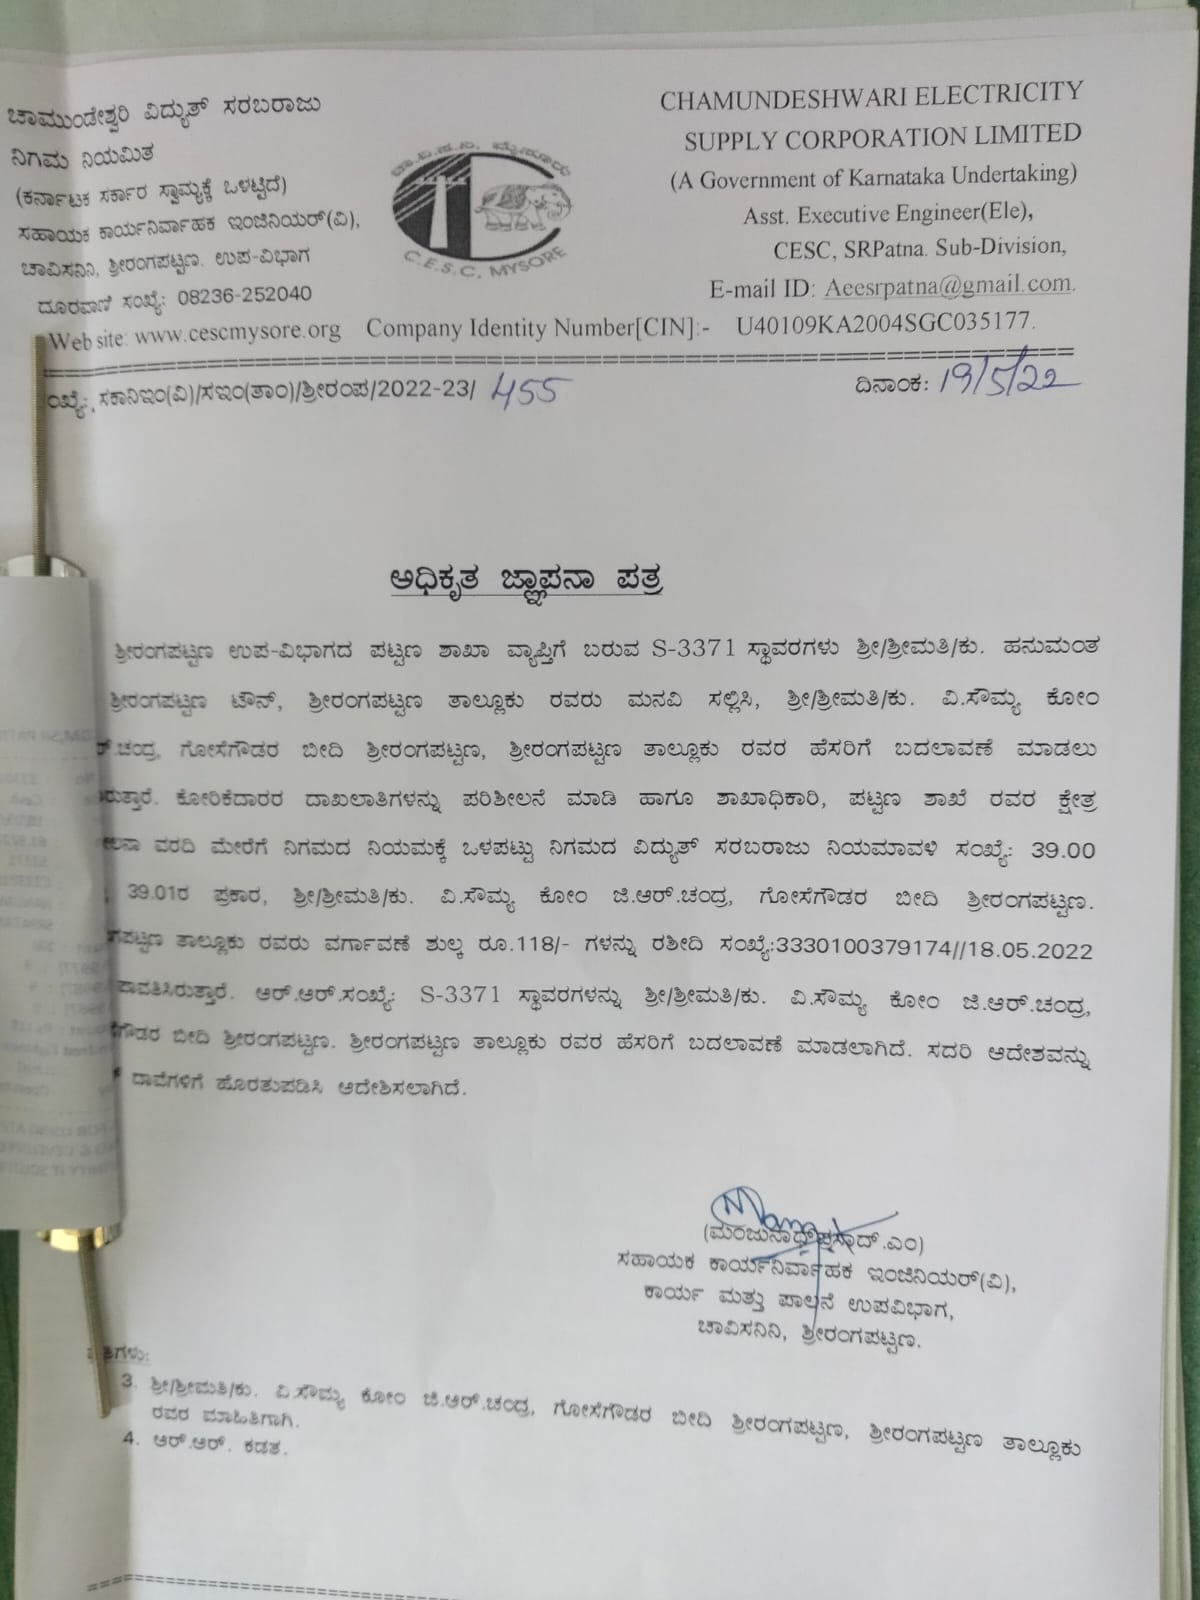 ಚಾಮುಂಡೇಶ್ವರಿ ವಿದ್ಯುತ್ ಸರಬರಾಜು
ನಿಗಮ ನಿಯಮಿತ
(ಕರ್ನಾಟಕ ಸರ್ಕಾರ ಸ್ವಾಮ್ಯಕ್ಕೆ ಒಳಟ್ಟಿದೆ)
ಸಹಾಯಕ ಕಾರ್ಯನಿರ್ವಾಹಕ ಇಂಜಿನಿಯರ್(ವಿ),
ಚಾವಿಸನಿನಿ, ಶ್ರೀರಂಗಪಟ್ಟಣ. ಉಪ-ವಿಭಾಗ
ದೂರವಾಣಿ ಸಂಖ್ಯೆ: 08236-252040
ಚಾ.ವಿ.ಸ.ನಿ. ಮೈಸೂರು
C.E.S.C. MYSORE
CHAMUNDESHWARI ELECTRICITY
SUPPLY CORPORATION LIMITED
(A Government of Karnataka Undertaking)
Asst. Executive Engineer(Ele),
CESC, SRPatna. Sub-Division,
E-mail ID: Aeesrpatna@gmail.com.
Web site: www.cescmysore.org Company Identity Number[CIN]:- U40109KA2004SGC035177.
ಸಕಾನಿಇಂ(ವಿ)/ಸಇಂ(ತಾಂ)/ಶ್ರೀರಂಪ/2022-23/ 455 ದಿನಾಂಕ: 19/5/22
ಅಧಿಕೃತ ಜ್ಞಾಪನಾ ಪತ್ರ
ಶ್ರೀರಂಗಪಟ್ಟಣ ಉಪ-ವಿಭಾಗದ ಪಟ್ಟಣ ಶಾಖಾ ವ್ಯಾಪ್ತಿಗೆ ಬರುವ S-3371 ಸ್ಥಾವರಗಳು ಶ್ರೀ/ಶ್ರೀಮತಿ/ಕು. ಹನುಮಂತ
ಶ್ರೀರಂಗಪಟ್ಟಣ ಟೌನ್, ಶ್ರೀರಂಗಪಟ್ಟಣ ತಾಲ್ಲೂಕು ರವರು ಮನವಿ ಸಲ್ಲಿಸಿ, ಶ್ರೀ/ಶ್ರೀಮತಿ/ಕು. ವಿ.ಸೌಮ್ಯ ಕೋಂ
ಚಂದ್ರ, ಗೋಸೆಗೌಡರ ಬೀದಿ ಶ್ರೀರಂಗಪಟ್ಟಣ, ಶ್ರೀರಂಗಪಟ್ಟಣ ತಾಲ್ಲೂಕು ರವರ ಹೆಸರಿಗೆ ಬದಲಾವಣೆ ಮಾಡಲು
ಕೋರಿಕೆದಾರರ ದಾಖಲಾತಿಗಳನ್ನು ಪರಿಶೀಲನೆ ಮಾಡಿ ಹಾಗೂ ಶಾಖಾಧಿಕಾರಿ, ಪಟ್ಟಣ ಶಾಖೆ ರವರ ಕ್ಷೇತ್ರ
ವರದಿ ಮೇರೆಗೆ ನಿಗಮದ ನಿಯಮಕ್ಕೆ ಒಳಪಟ್ಟು ನಿಗಮದ ವಿದ್ಯುತ್ ಸರಬರಾಜು ನಿಯಮಾವಳಿ ಸಂಖ್ಯೆ: 39.00
39.01ರ ಪ್ರಕಾರ, ಶ್ರೀ/ಶ್ರೀಮತಿ/ಕು. ವಿ.ಸೌಮ್ಯ ಕೋಂ ಜಿ.ಆರ್.ಚಂದ್ರ, ಗೋಸೆಗೌಡರ ಬೀದಿ ಶ್ರೀರಂಗಪಟ್ಟಣ.
ತಾಲ್ಲೂಕು ರವರು ವರ್ಗಾವಣೆ ಶುಲ್ಕ ರೂ.118/- ಗಳನ್ನು ರಶೀದಿ ಸಂಖ್ಯೆ:3330100379174//18.05.2022
ಪಾವತಿಸಿರುತ್ತಾರೆ. ಆರ್.ಆರ್.ಸಂಖ್ಯೆ: S-3371 ಸ್ಥಾವರಗಳನ್ನು ಶ್ರೀ/ಶ್ರೀಮತಿ/ಕು. ವಿ.ಸೌಮ್ಯ ಕೋಂ ಜಿ.ಆರ್.ಚಂದ್ರ,
ಬೀದಿ ಶ್ರೀರಂಗಪಟ್ಟಣ. ಶ್ರೀರಂಗಪಟ್ಟಣ ತಾಲ್ಲೂಕು ರವರ ಹೆಸರಿಗೆ ಬದಲಾವಣೆ ಮಾಡಲಾಗಿದೆ. ಸದರಿ ಆದೇಶವನ್ನು
ದಾವೆಗಳಿಗೆ ಹೊರತುಪಡಿಸಿ ಆದೇಶಿಸಲಾಗಿದೆ.
(ಮಂಜುನಾಥ್‌ಪ್ರಸಾದ್.ಎಂ)
ಸಹಾಯಕ ಕಾರ್ಯನಿರ್ವಾಹಕ ಇಂಜಿನಿಯರ್(ವಿ),
ಕಾರ್ಯ ಮತ್ತು ಪಾಲನೆ ಉಪವಿಭಾಗ,
ಚಾವಿಸನಿನಿ, ಶ್ರೀರಂಗಪಟ್ಟಣ.
3. ಶ್ರೀ/ಶ್ರೀಮತಿ/ಕು. ವಿ.ಸೌಮ್ಯ ಕೋಂ ಜಿ.ಆರ್.ಚಂದ್ರ, ಗೋಸೆಗೌಡರ ಬೀದಿ ಶ್ರೀರಂಗಪಟ್ಟಣ, ಶ್ರೀರಂಗಪಟ್ಟಣ ತಾಲ್ಲೂಕು
ರವರ ಮಾಹಿತಿಗಾಗಿ.
4. ಆರ್.ಆರ್. ಕಡತ.